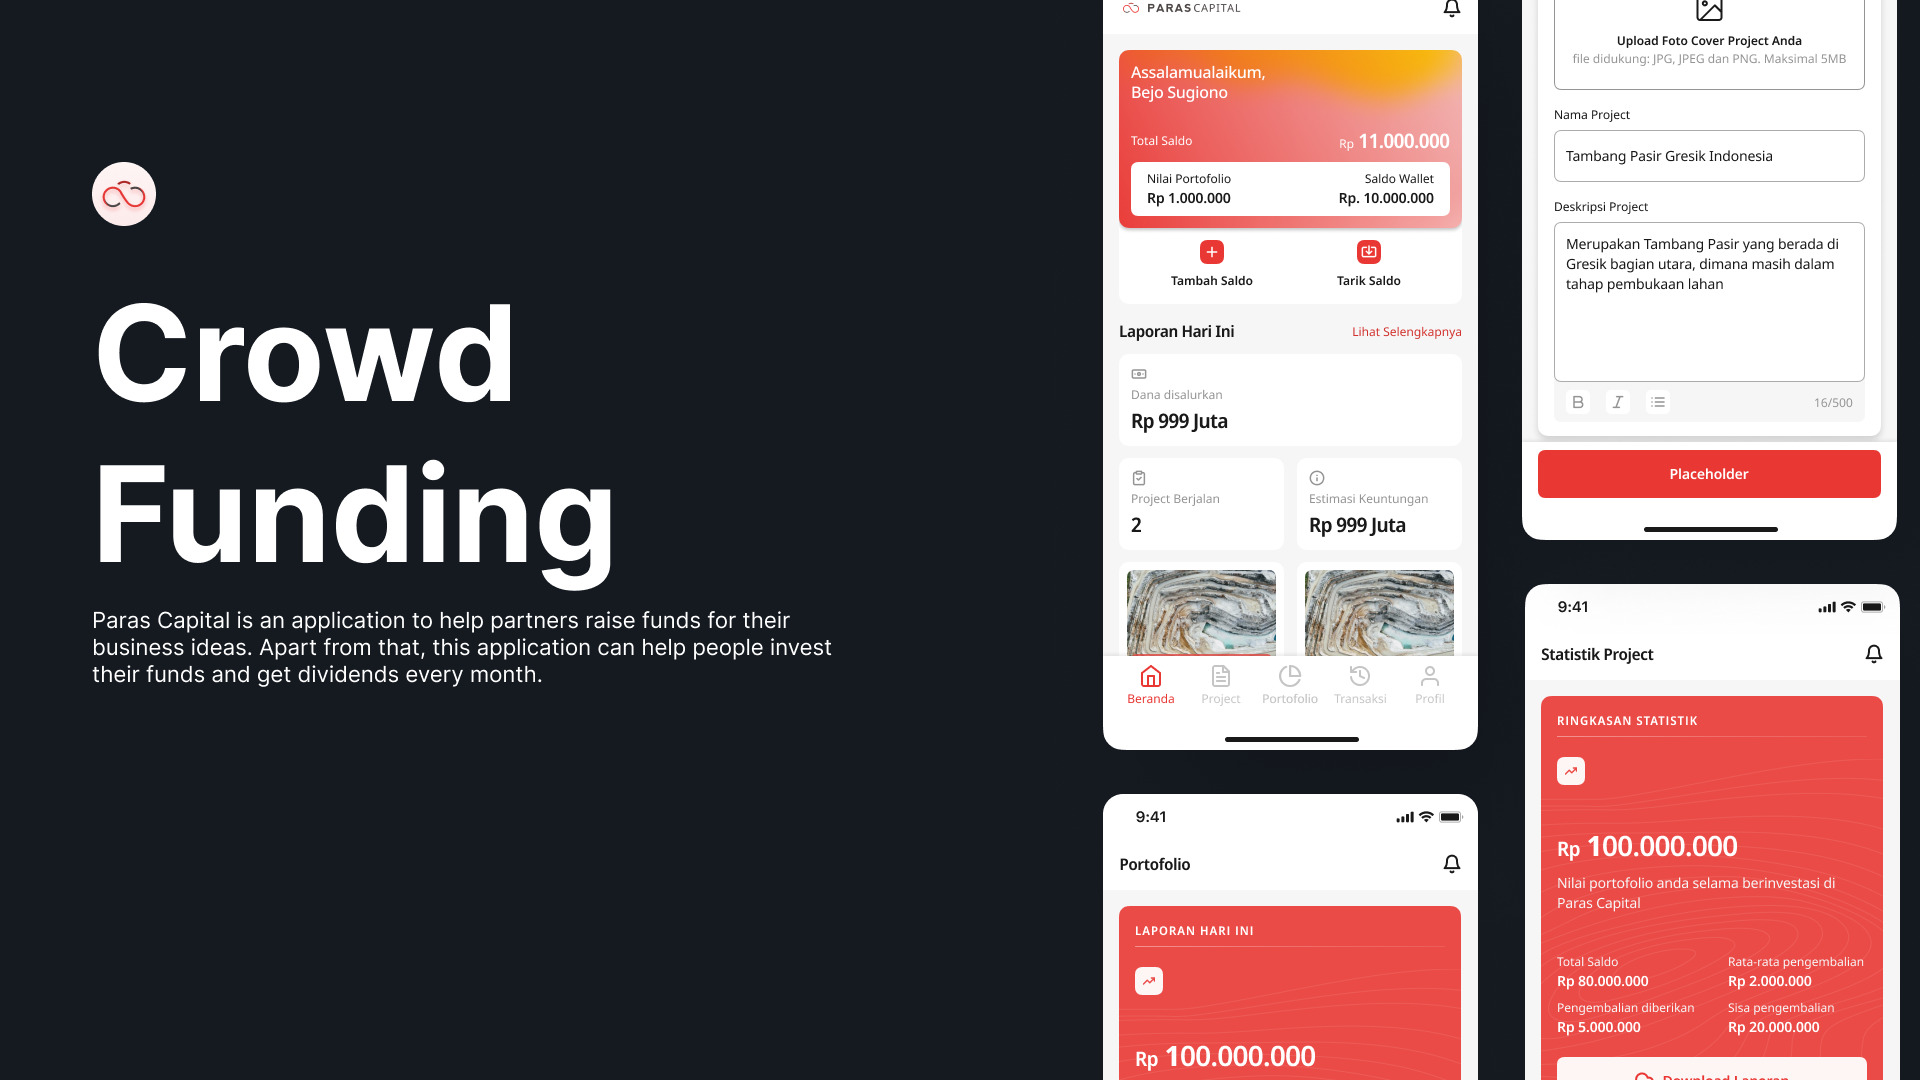 Crowd
Funding
Paras Capital is an application to help partners raise funds for their
business ideas. Apart from that, this application can help people invest
their funds and get dividends every month.
PARAS CAPITAL
Assalamualaikum,
Bejo Sugiono
Total Saldo
Rp 11.000.000
Nilai Portofolio
Saldo Wallet
Rp 1.000.000
Rp. 10.000.000
Tambah Saldo
Tarik Saldo
Laporan Hari Ini
Lihat Selengkapnya
Dana disalurkan
Rp 999 Juta
Project Berjalan
2
Estimasi Keuntungan
Rp 999 Juta
Beranda
Project
Portofolio
Transaksi
Profil
9:41
Portofolio
LAPORAN HARI INI
Rp 100.000.000
Upload Foto Cover Project Anda
file didukung: JPG, JPEG dan PNG. Maksimal 5MB
Nama Project
Tambang Pasir Gresik Indonesia
Deskripsi Project
Merupakan Tambang Pasir yang berada di
Gresik bagian utara, dimana masih dalam
tahap pembukaan lahan
B I
16/500
Placeholder
9:41
Statistik Project
RINGKASAN STATISTIK
Rp 100.000.000
Nilai portofolio anda selama berinvestasi di
Paras Capital
Total Saldo
Rata-rata pengembalian
Rp 80.000.000
Rp 2.000.000
Pengembalian diberikan
Sisa pengembalian
Rp 5.000.000
Rp 20.000.000
Download Laporan